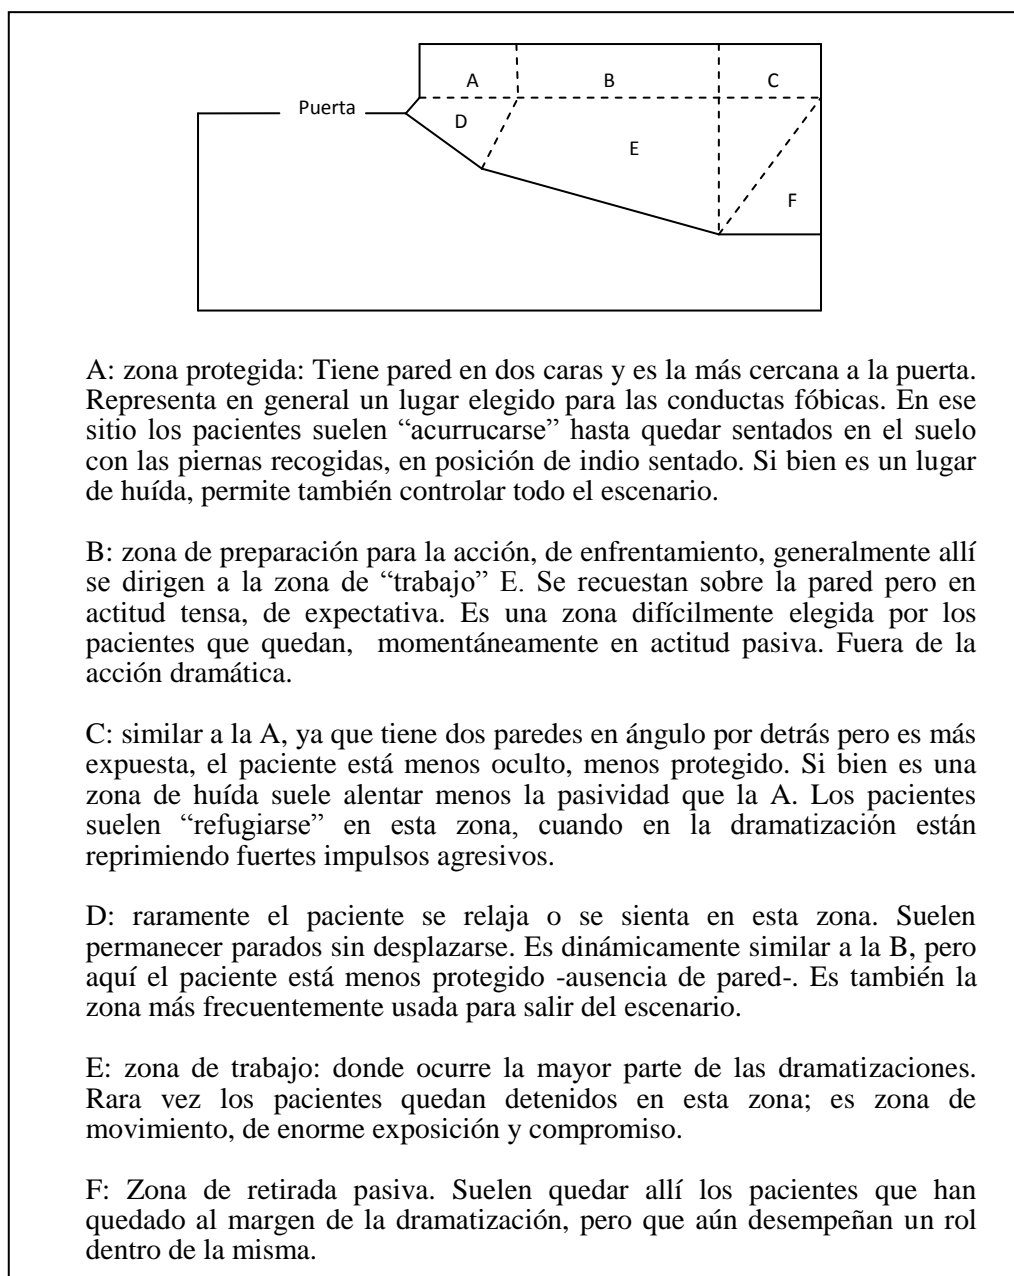 A
B
C
Puerta
D
E
F
A: zona protegida: Tiene pared en dos caras y es la más cercana a la puerta.
Representa en general un lugar elegido para las conductas fóbicas. En ese
sitio los pacientes suelen “acurrucarse” hasta quedar sentados en el suelo
con las piernas recogidas, en posición de indio sentado. Si bien es un lugar
de huída, permite también controlar todo el escenario.
B: zona de preparación para la acción, de enfrentamiento, generalmente allí
se dirigen a la zona de “trabajo” E. Se recuestan sobre la pared pero en
actitud tensa, de expectativa. Es una zona difícilmente elegida por los
pacientes que quedan, momentáneamente en actitud pasiva. Fuera de la
acción dramática.
C: similar a la A, ya que tiene dos paredes en ángulo por detrás pero es más
expuesta, el paciente está menos oculto, menos protegido. Si bien es una
zona de huída suele alentar menos la pasividad que la A. Los pacientes
suelen “refugiarse” en esta zona, cuando en la dramatización están
reprimiendo fuertes impulsos agresivos.
D: raramente el paciente se relaja o se sienta en esta zona. Suelen
permanecer parados sin desplazarse. Es dinámicamente similar a la B, pero
aquí el paciente está menos protegido -ausencia de pared-. Es también la
zona más frecuentemente usada para salir del escenario.
E: zona de trabajo: donde ocurre la mayor parte de las dramatizaciones.
Rara vez los pacientes quedan detenidos en esta zona; es zona de
movimiento, de enorme exposición y compromiso.
F: Zona de retirada pasiva. Suelen quedar allí los pacientes que han
quedado al margen de la dramatización, pero que aún desempeñan un rol
dentro de la misma.